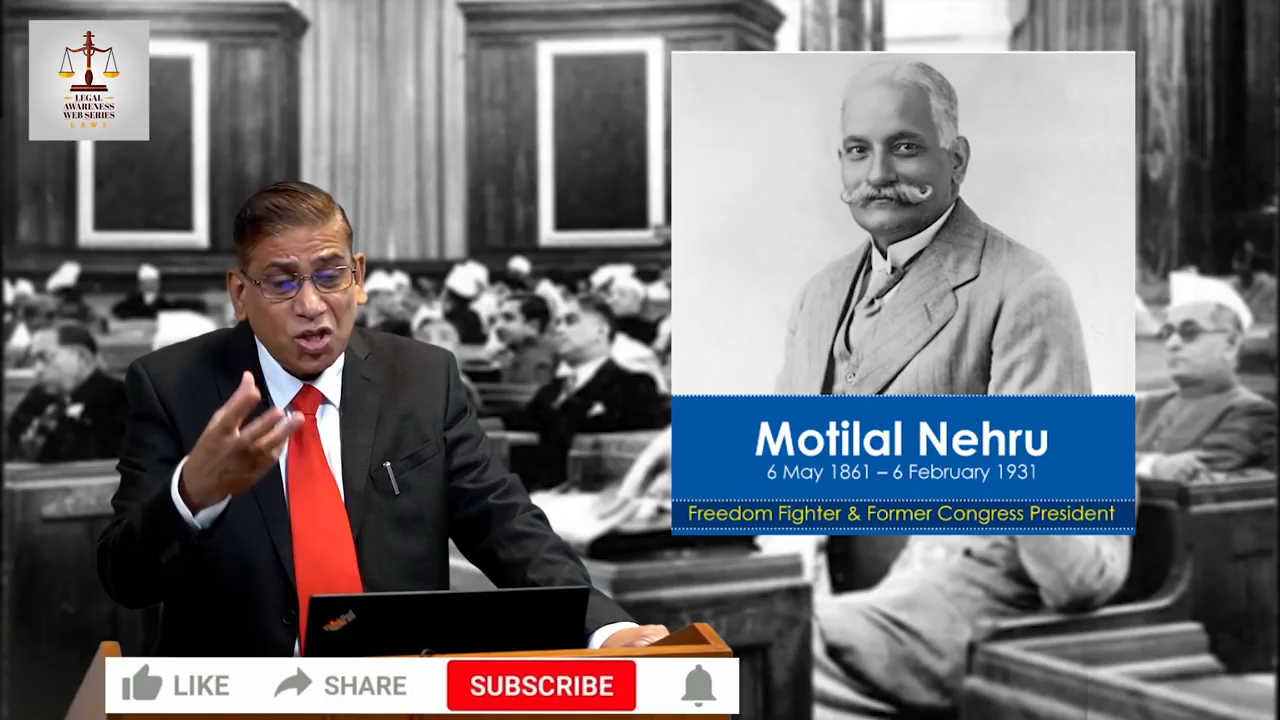 LEGAL
AWARENESS
WEB SERIES
LAWS
Motilal Nehru
6 May 1861 – 6 February 1931
Freedom Fighter & Former Congress President
LIKE
SHARE
SUBSCRIBE